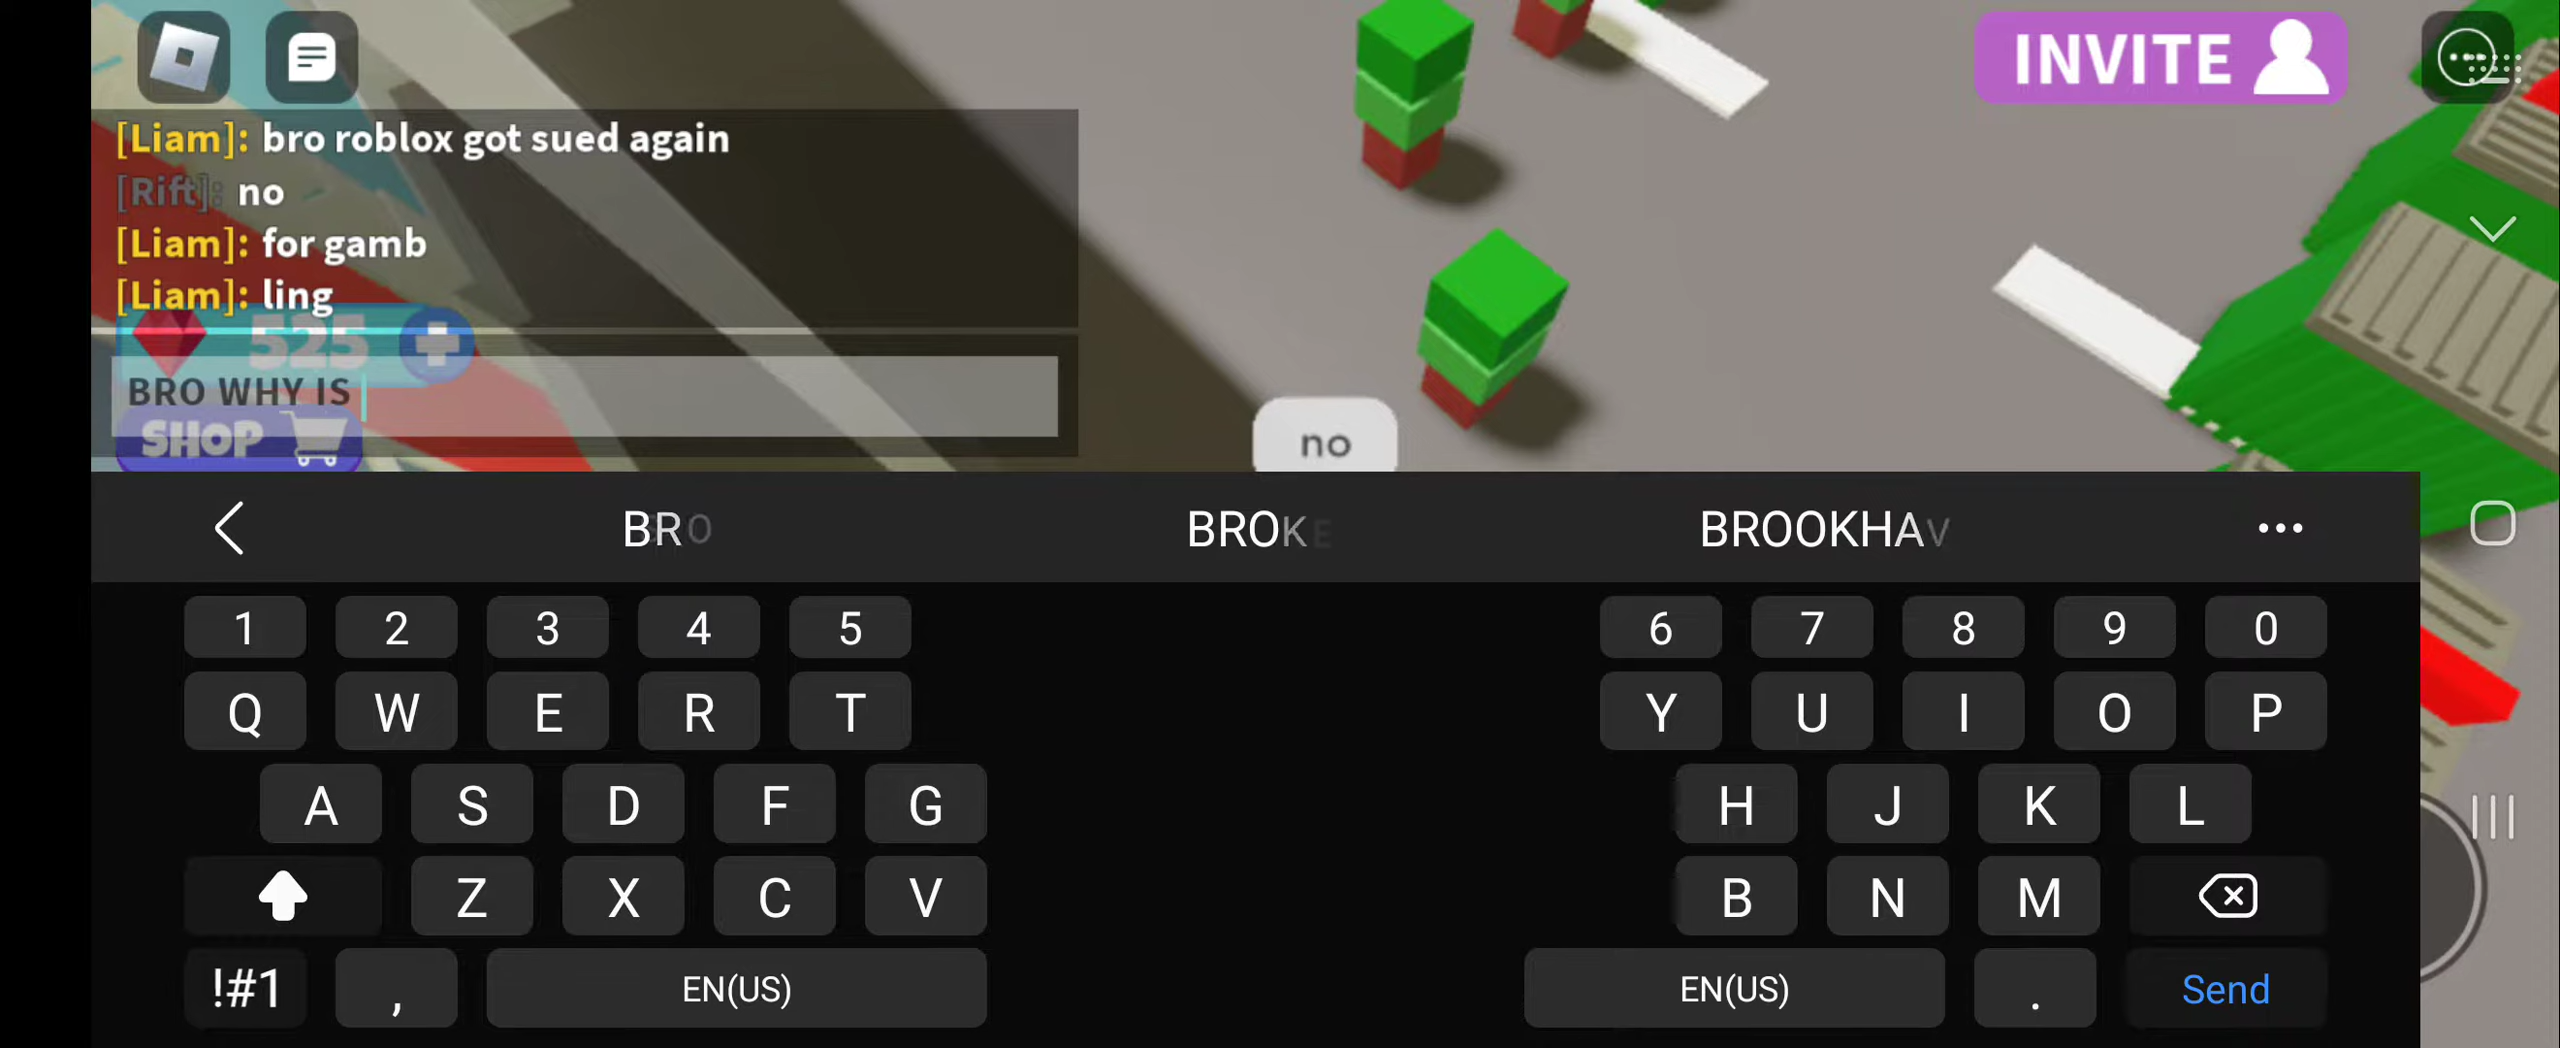 INVITE
[Liam]: bro roblox got sued again
[Rift]: no
[Liam]: for gamb
[Liam]: ling
525
BRO WHY IS
SHOP
no
BRO BROKE BROOKHAV
1 2 3 4 5 6 7 8 9 0
Q W E R T Y U I O P
A S D F G H J K L
Z X C V B N M
!#1 , EN(US) EN(US) . Send